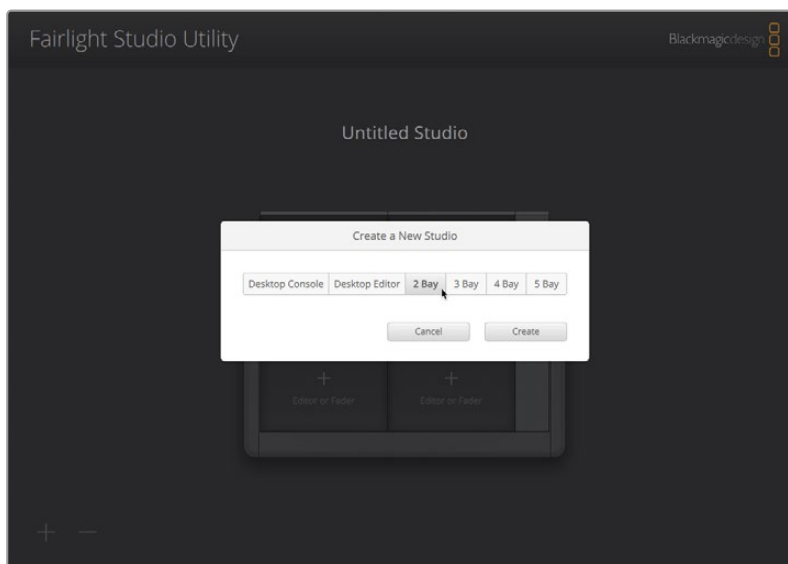 Fairlight Studio Utility
Blackmagicdesign
Untitled Studio
Create a New Studio
Desktop Console Desktop Editor 2 Bay 3 Bay 4 Bay 5 Bay
Cancel Create
+ +
Editor or Fader Editor or Fader
+ −